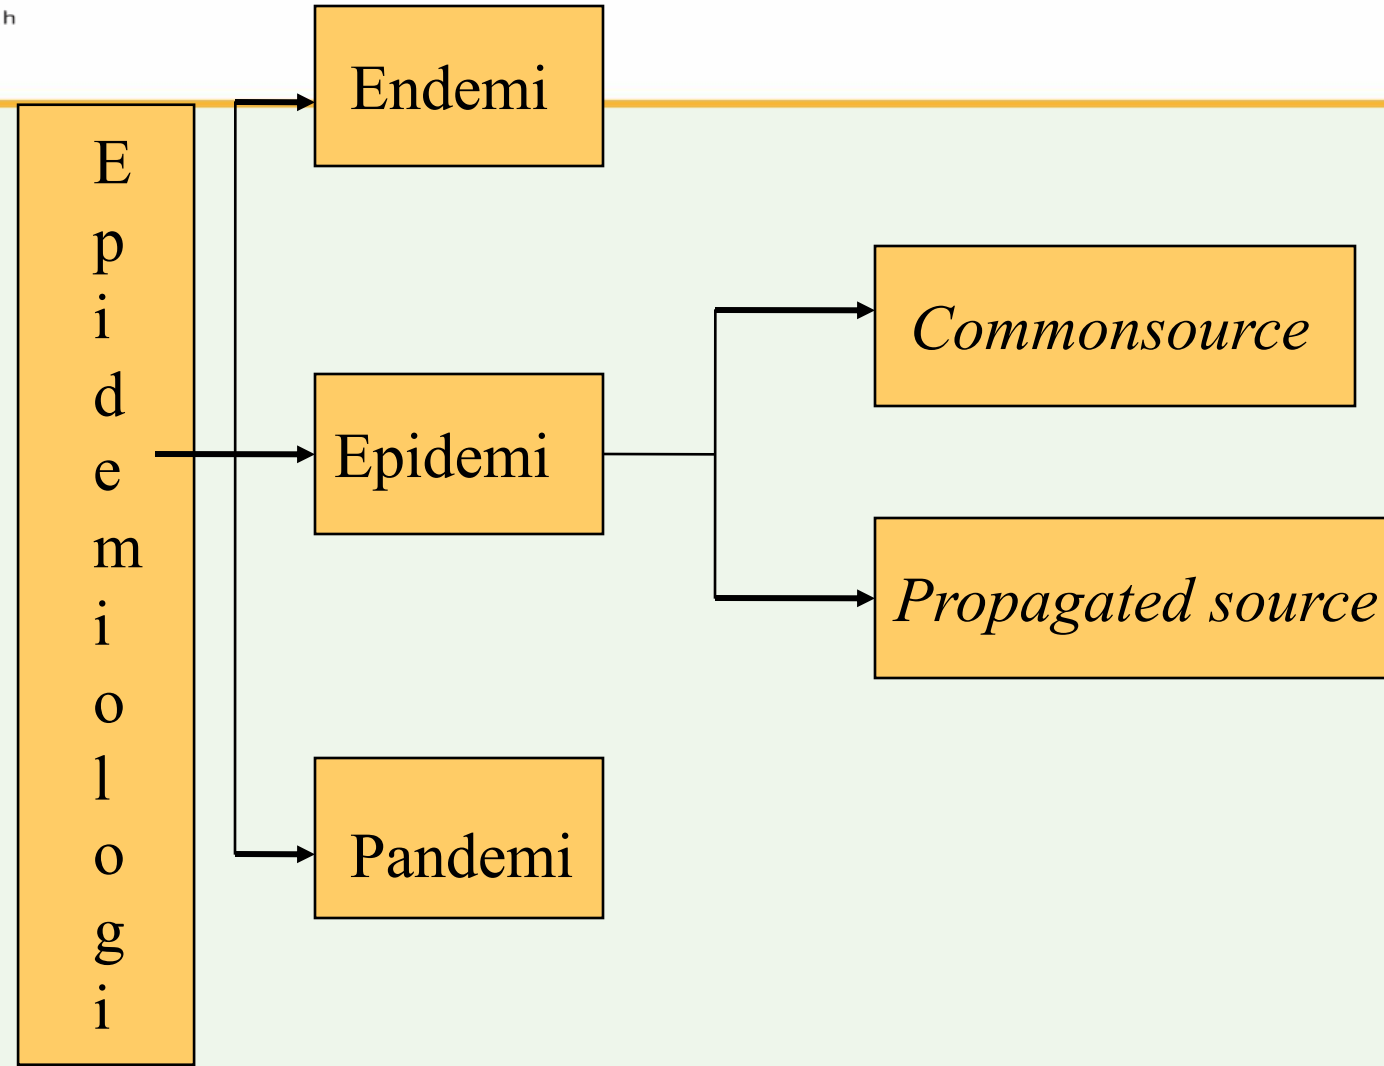 h
Endemi
Epidemiologi
Commonsource
Epidemi
Propagated source
Pandemi